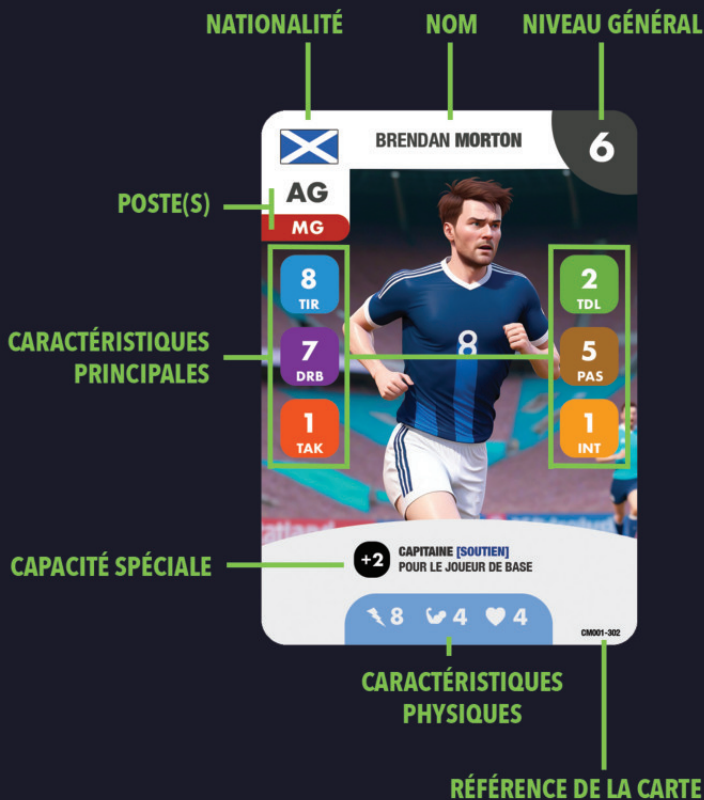 NATIONALITÉ
NOM
NIVEAU GÉNÉRAL
BRENDAN MORTON
6
POSTE(S)
AG
MG
8
TIR
2
TDL
CARACTÉRISTIQUES
PRINCIPALES
7
DRB
8
5
PAS
1
TAK
1
INT
CAPACITÉ SPÉCIALE
+2
CAPITAINE [SOUTIEN]
POUR LE JOUEUR DE BASE
8 4 4
CM001-302
CARACTÉRISTIQUES
PHYSIQUES
RÉFÉRENCE DE LA CARTE